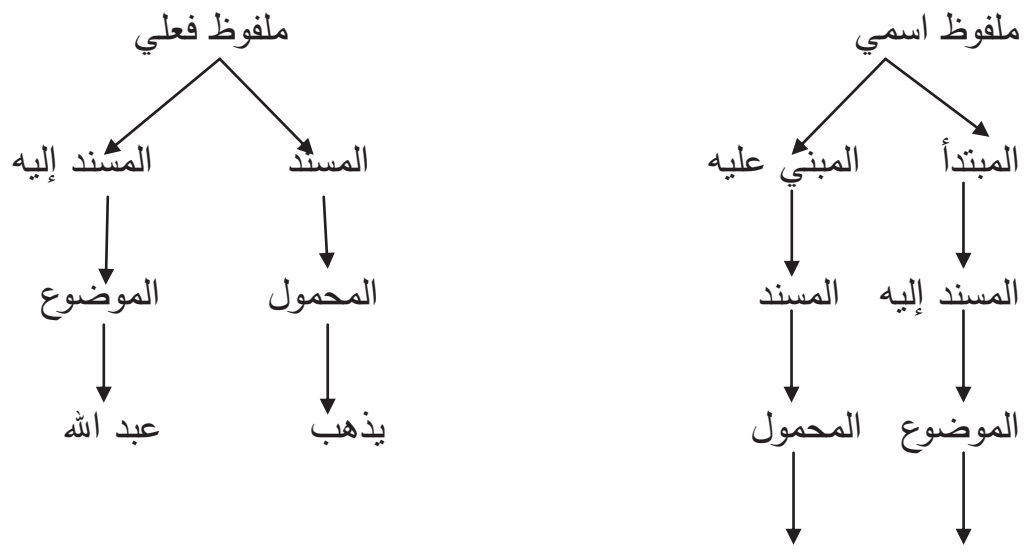 ملفوظ اسمي ملفوظ فعلي
المبتدأ المبني عليه المسند المسند إليه
المسند إليه المسند المحمول الموضوع
الموضوع المحمول يذهب عبد الله